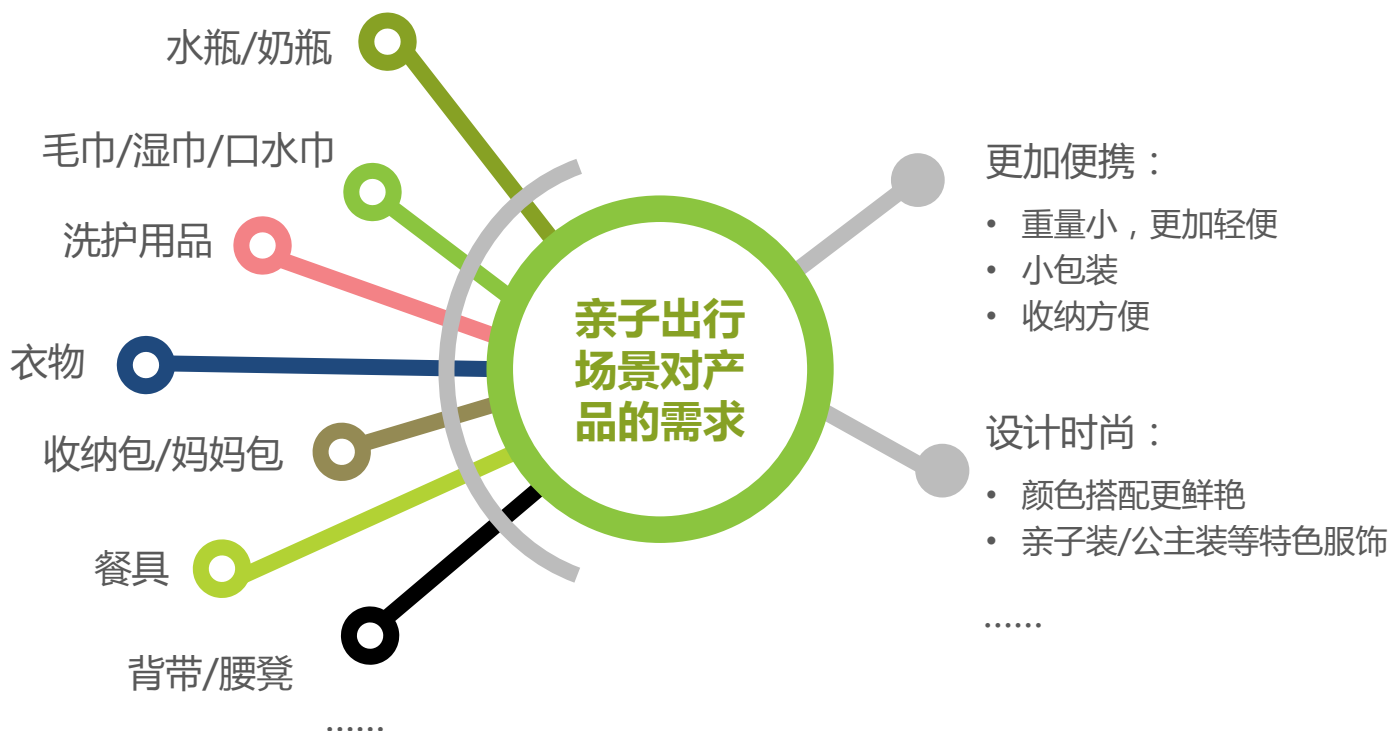 水瓶/奶瓶
毛巾/湿巾/口水巾
洗护用品
衣物
收纳包/妈妈包
餐具
背带/腰凳
......
亲子出行
场景对产
品的需求
更加便携：
• 重量小，更加轻便
• 小包装
• 收纳方便
设计时尚：
• 颜色搭配更鲜艳
• 亲子装/公主装等特色服饰
......